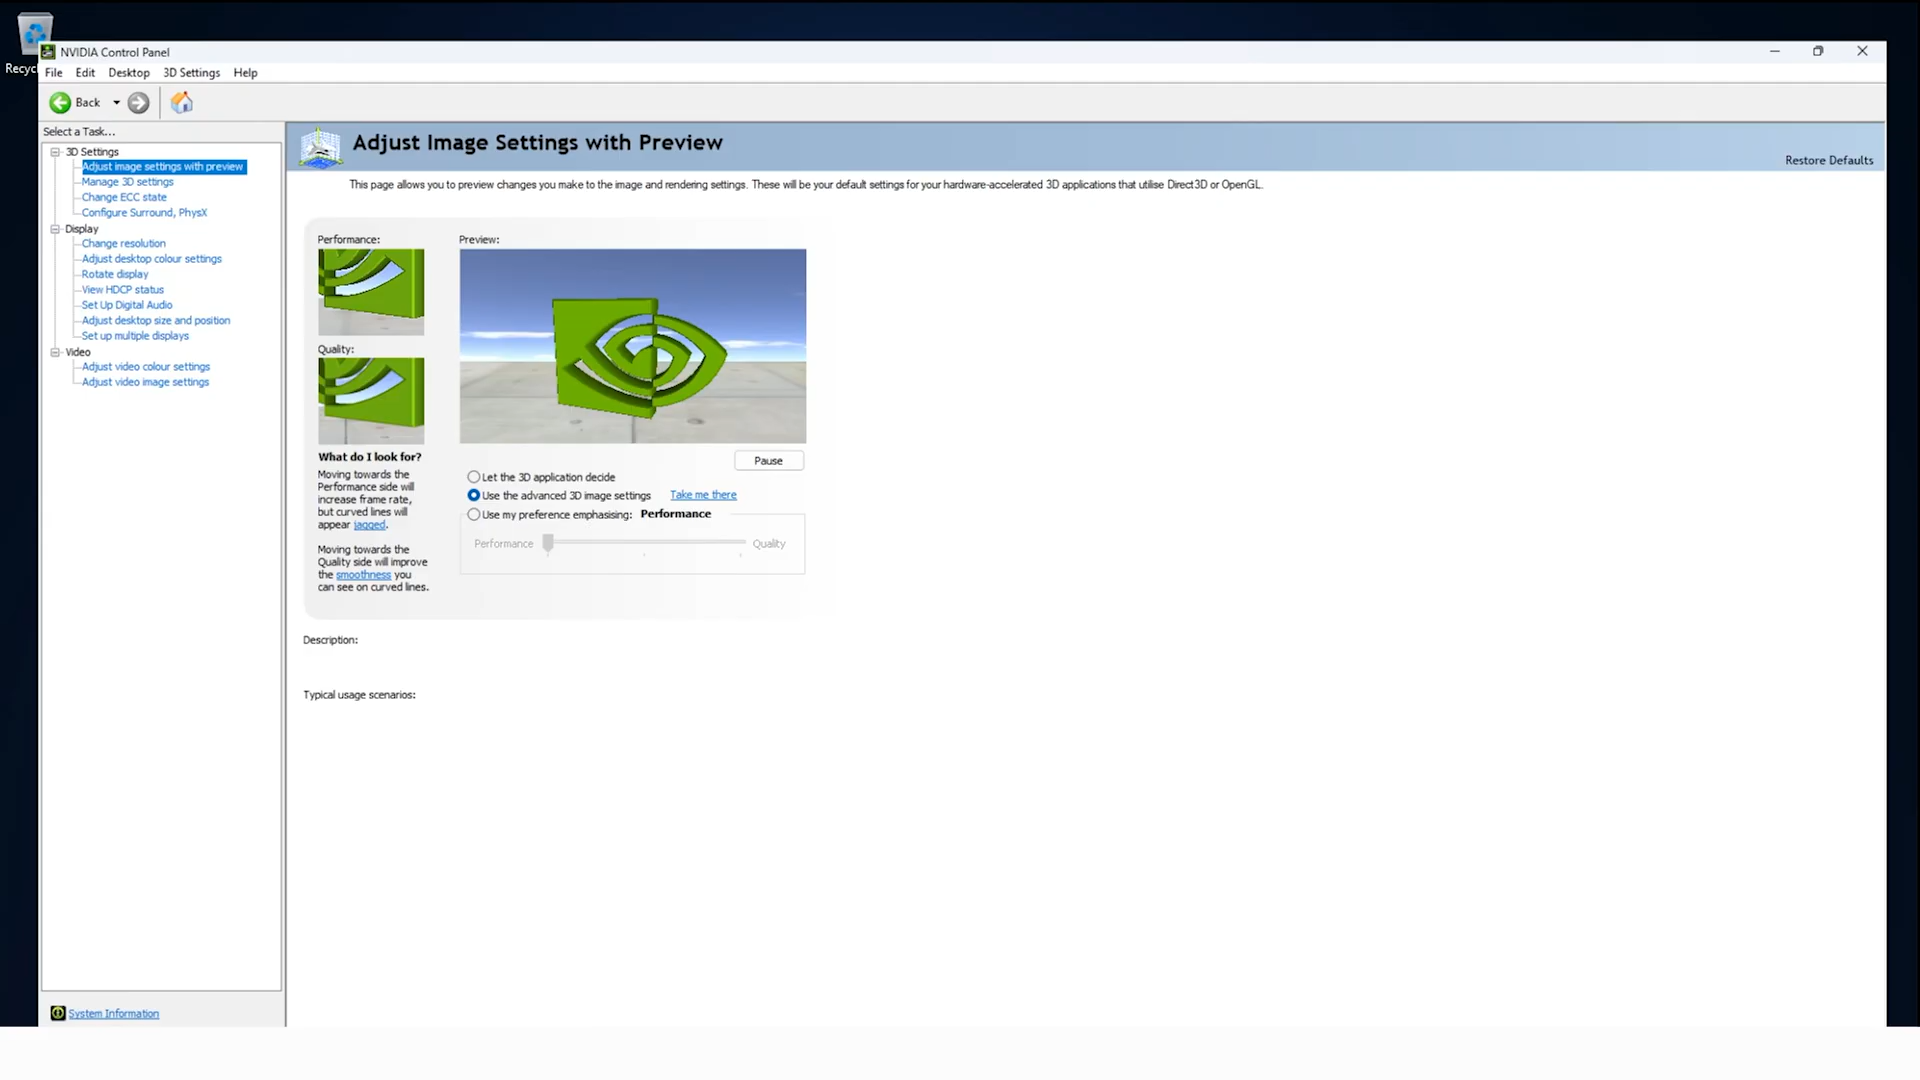 Recyc
NVIDIA Control Panel
File Edit Desktop 3D Settings Help
Back
Select a Task...
3D Settings
Adjust image settings with preview
Manage 3D settings
Change ECC state
Configure Surround, PhysX
Display
Change resolution
Adjust desktop colour settings
Rotate display
View HDCP status
Set Up Digital Audio
Adjust desktop size and position
Set up multiple displays
Video
Adjust video colour settings
Adjust video image settings
System Information
Adjust Image Settings with Preview
Restore Defaults
This page allows you to preview changes you make to the image and rendering settings. These will be your default settings for your hardware-accelerated 3D applications that utilise Direct3D or OpenGL.
Performance:
Quality:
What do I look for?
Moving towards the
Performance side will
increase frame rate,
but curved lines will
appear jagged.
Moving towards the
Quality side will improve
the smoothness you
can see on curved lines.
Preview:
Pause
Let the 3D application decide
Use the advanced 3D image settings Take me there
Use my preference emphasising: Performance
Performance Quality
Description:
Typical usage scenarios: